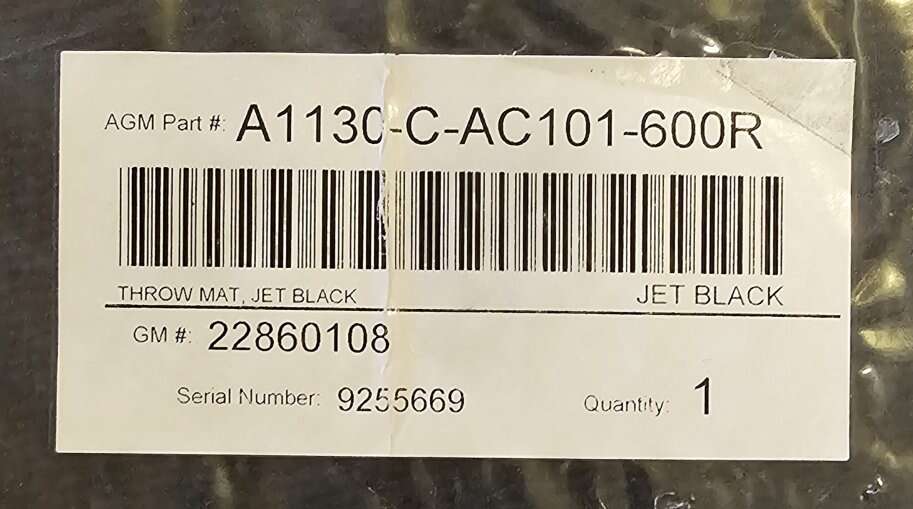 AGM Part #: A1130-C-AC101-600R
THROW MAT, JET BLACK JET BLACK
GM #: 22860108
Serial Number: 9255669 Quantity: 1